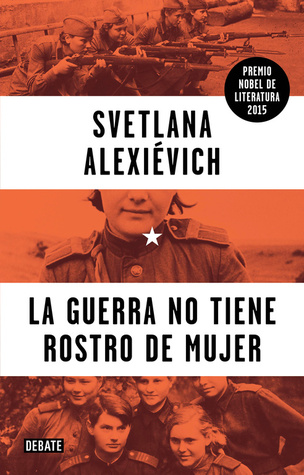 PREMIO
NOBEL DE
LITERATURA
2015
SVETLANA
ALEXIÉVICH
LA GUERRA NO TIENE
ROSTRO DE MUJER
DEBATE